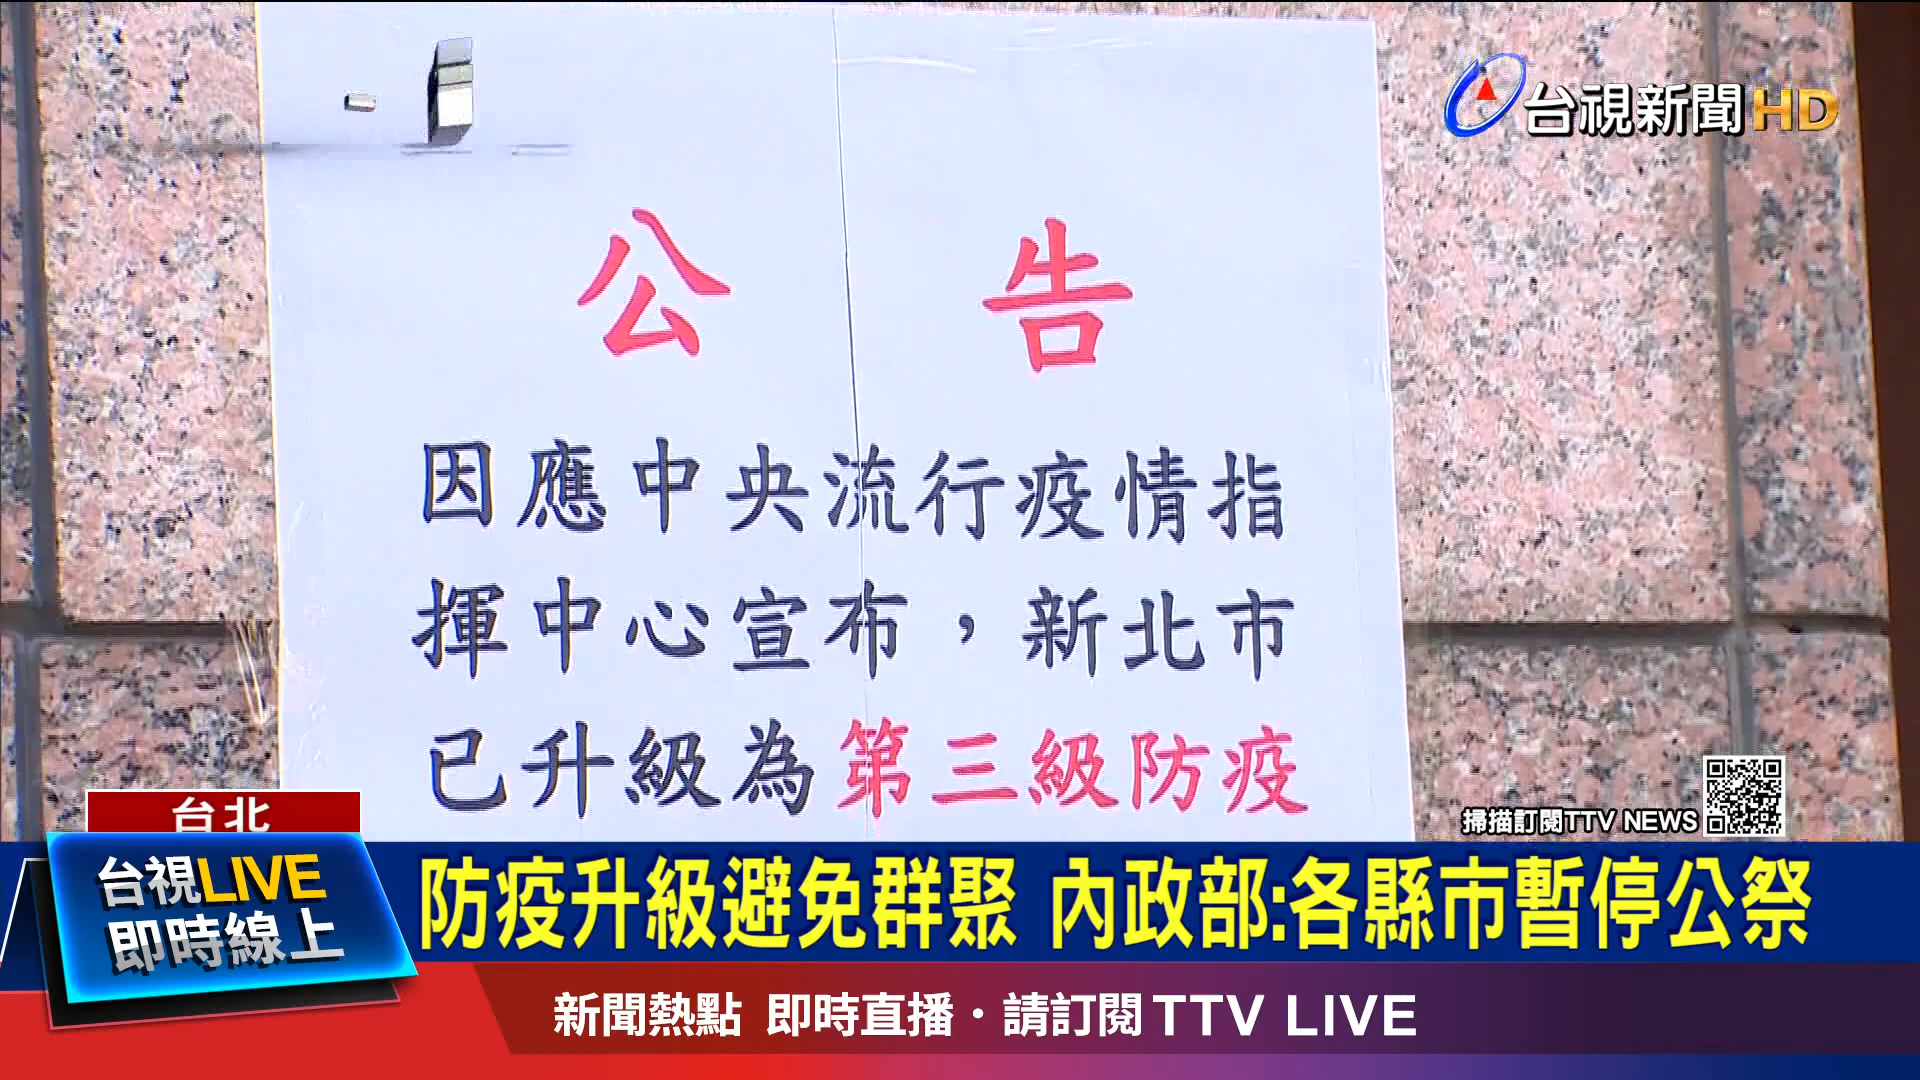 台視新聞HD
公告
因應中央流行疫情指
揮中心宣布，新北市
已升級為第三級防疫
掃描訂閱TTV NEWS
台北
台視LIVE
即時線上
防疫升級避免群聚 內政部:各縣市暫停公祭
新聞熱點 即時直播・請訂閱TTV LIVE